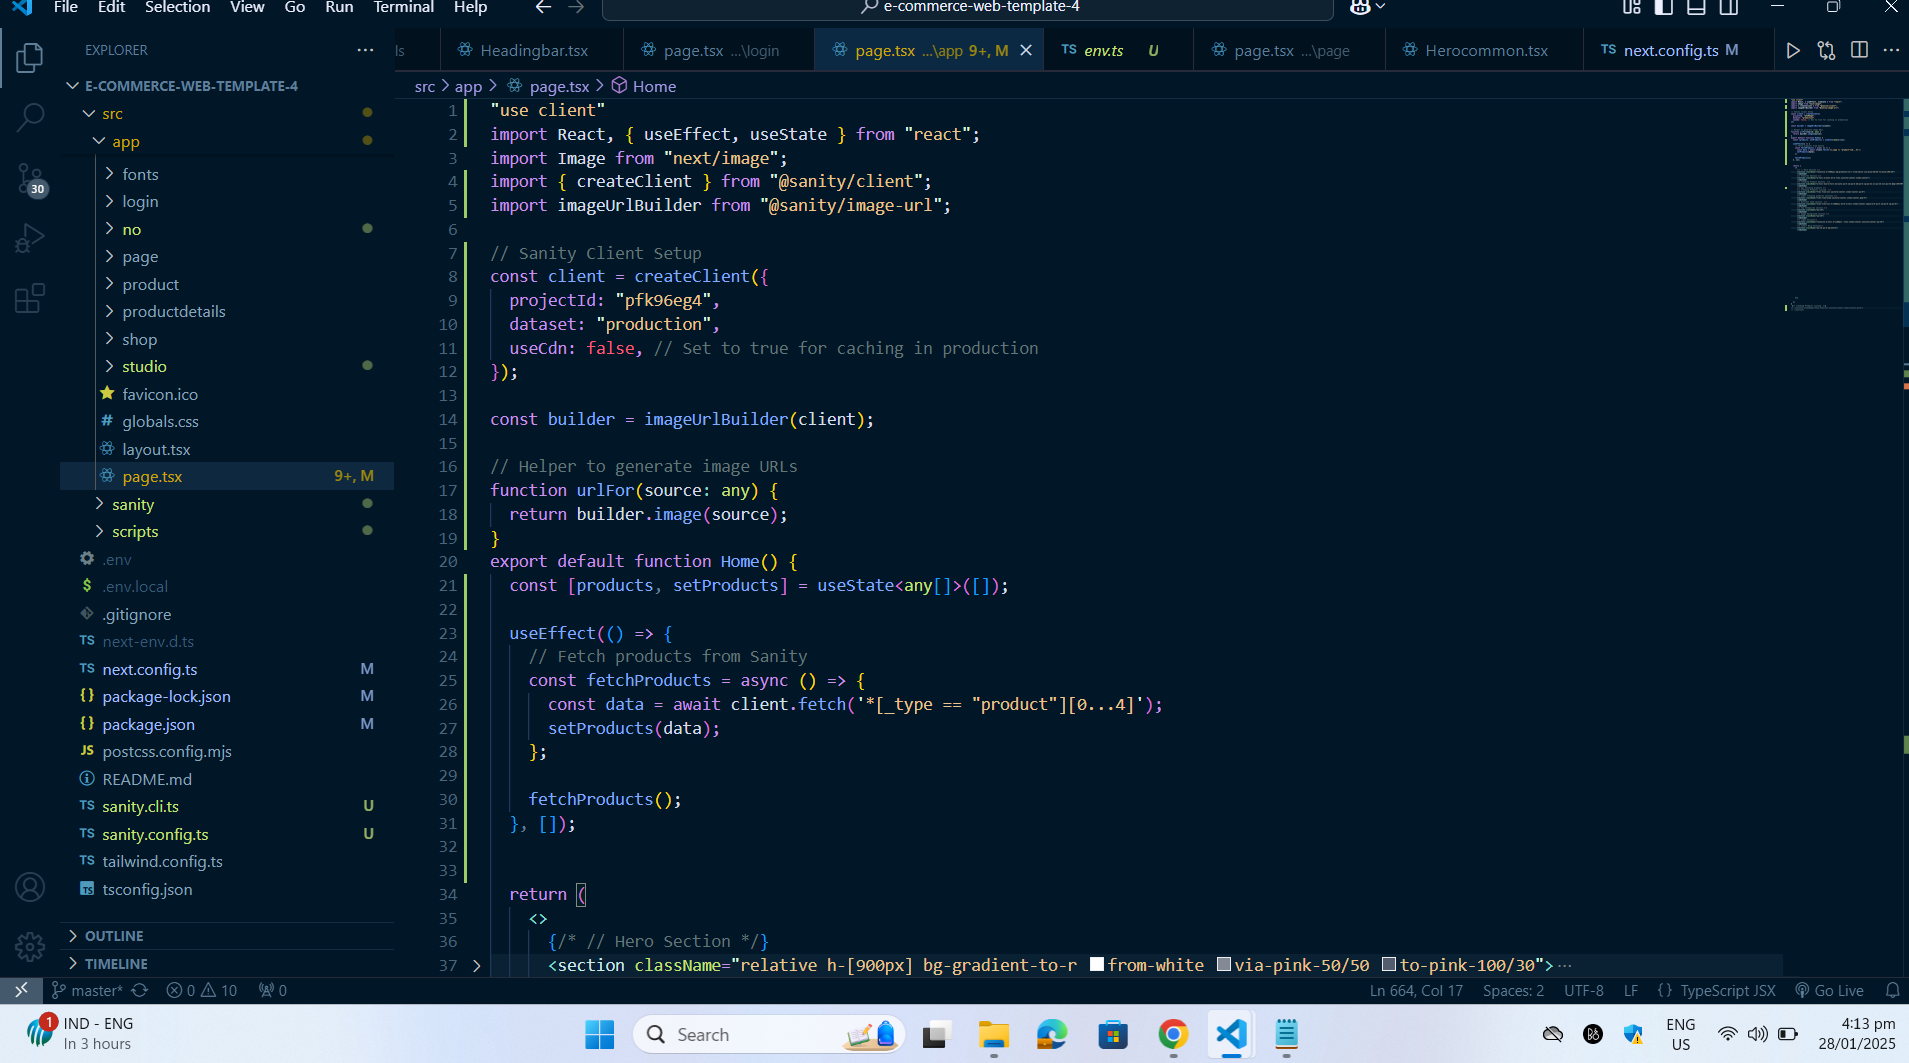 File Edit Selection View Go Run Terminal Help
e-commerce-web-template-4
EXPLORER
ls
Headingbar.tsx
page.tsx ...\login
page.tsx ...\app 9+, M
TS env.ts U
page.tsx ...\page
Herocommon.tsx
TS next.config.ts M
E-COMMERCE-WEB-TEMPLATE-4
src > app > page.tsx > Home
src
app
fonts
login
no
page
product
productdetails
shop
studio
favicon.ico
# globals.css
layout.tsx
page.tsx 9+, M
sanity
scripts
.env
$ .env.local
.gitignore
TS next-env.d.ts
TS next.config.ts M
{} package-lock.json M
{} package.json M
JS postcss.config.mjs
README.md
TS sanity.cli.ts U
TS sanity.config.ts U
TS tailwind.config.ts
TS tsconfig.json
OUTLINE
TIMELINE
30
1 "use client"
2 import React, { useEffect, useState } from "react";
3 import Image from "next/image";
4 import { createClient } from "@sanity/client";
5 import imageUrlBuilder from "@sanity/image-url";
6
7 // Sanity Client Setup
8 const client = createClient({
9 projectId: "pfk96eg4",
10 dataset: "production",
11 useCdn: false, // Set to true for caching in production
12 });
13
14 const builder = imageUrlBuilder(client);
15
16 // Helper to generate image URLs
17 function urlFor(source: any) {
18 return builder.image(source);
19 }
20 export default function Home() {
21 const [products, setProducts] = useState<any[]>([]);
22
23 useEffect(() => {
24 // Fetch products from Sanity
25 const fetchProducts = async () => {
26 const data = await client.fetch('*[_type == "product"][0...4]');
27 setProducts(data);
28 };
29
30 fetchProducts();
31 }, []);
32
33
34 return (
35 <>
36 {/* // Hero Section */}
37 <section className="relative h-[900px] bg-gradient-to-r from-white via-pink-50/50 to-pink-100/30">...
master* 0 10 0
Ln 664, Col 17 Spaces: 2 UTF-8 LF {} TypeScript JSX Go Live
1
IND - ENG
In 3 hours
Search
ENG
US
4:13 pm
28/01/2025